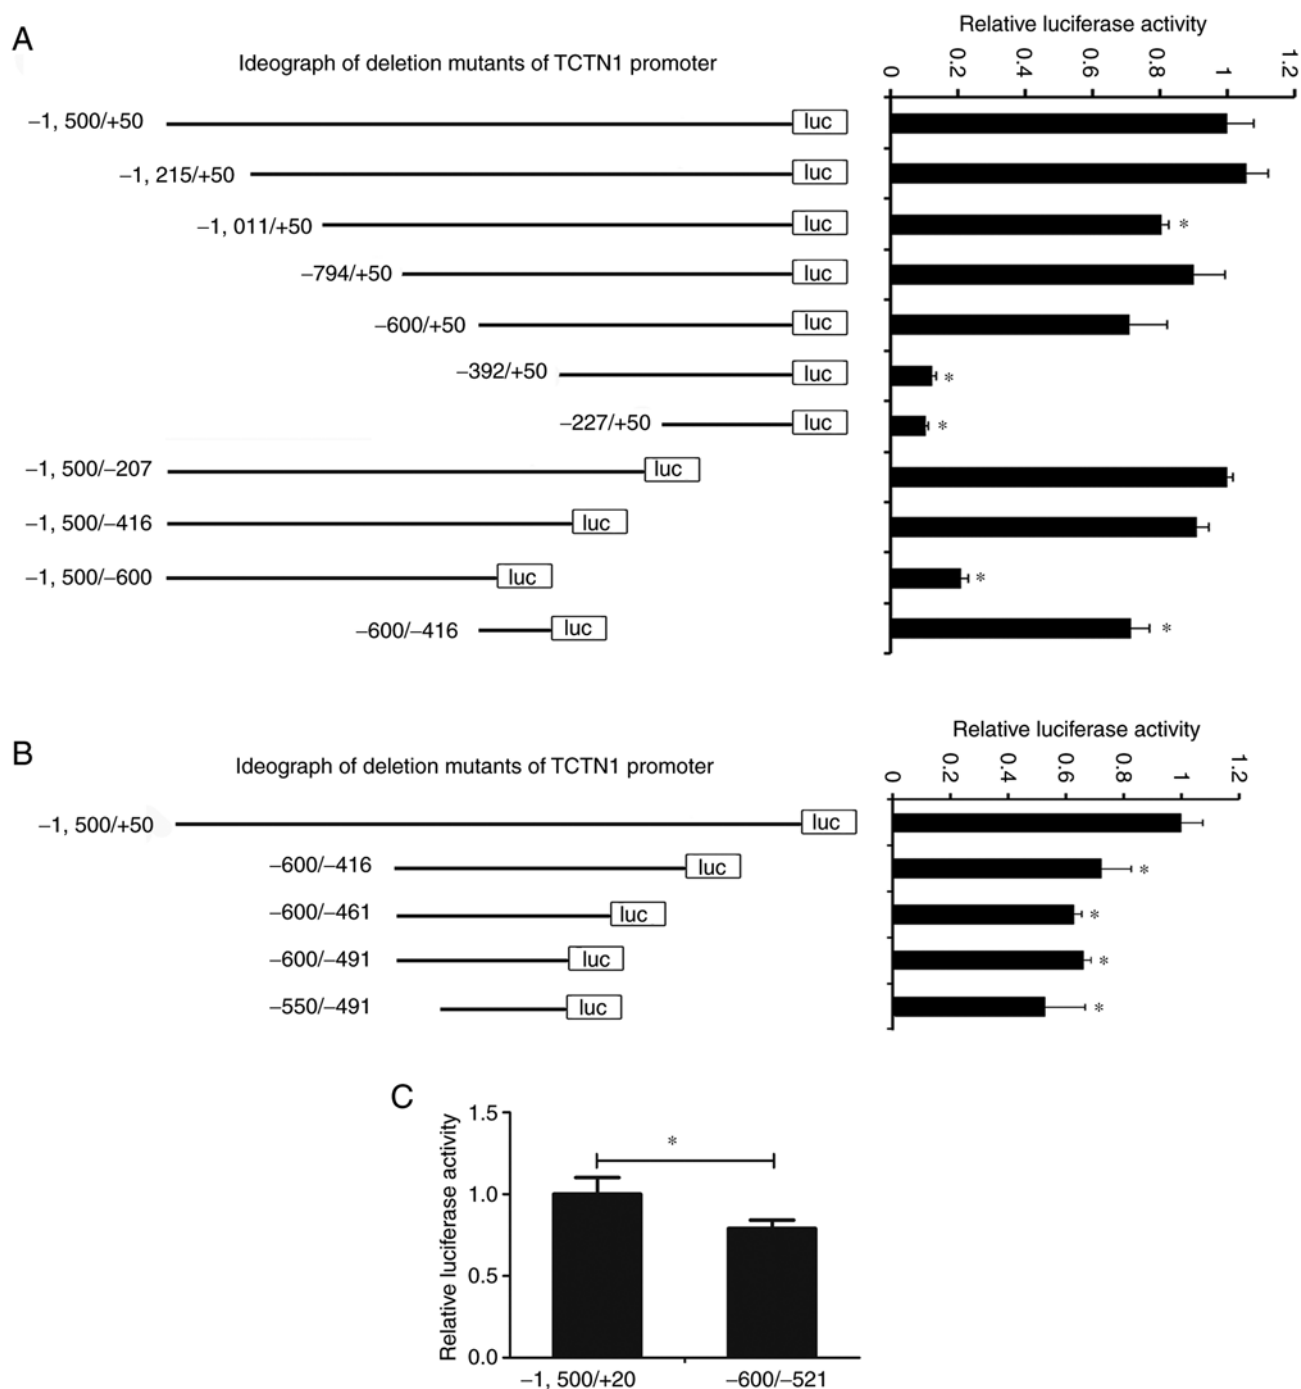 A
Relative luciferase activity
Ideograph of deletion mutants of TCTN1 promoter
0 0.2 0.4 0.6 0.8 1 1.2
−1, 500/+50 luc
−1, 215/+50 luc
−1, 011/+50 luc *
−794/+50 luc
−600/+50 luc
−392/+50 luc *
−227/+50 luc *
−1, 500/−207 luc
−1, 500/−416 luc
−1, 500/−600 luc *
−600/−416 luc *
B
Relative luciferase activity
Ideograph of deletion mutants of TCTN1 promoter
0 0.2 0.4 0.6 0.8 1 1.2
−1, 500/+50 luc
−600/−416 luc *
−600/−461 luc *
−600/−491 luc *
−550/−491 luc *
C
Relative luciferase activity
1.5
1.0
0.5
0.0
*
−1, 500/+20 −600/−521